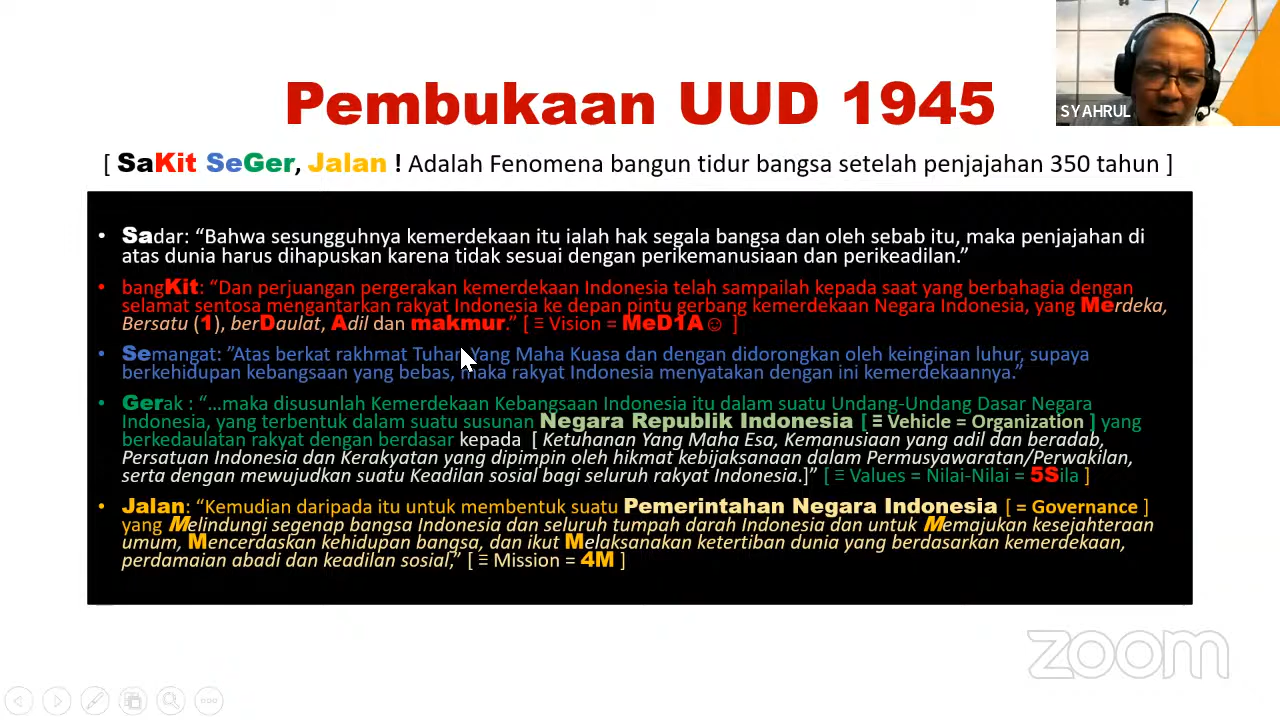 Pembukaan UUD 1945
SYAHRUL
[ SaKit SeGer, Jalan ! Adalah Fenomena bangun tidur bangsa setelah penjajahan 350 tahun ]
• Sadar: “Bahwa sesungguhnya kemerdekaan itu ialah hak segala bangsa dan oleh sebab itu, maka penjajahan di
atas dunia harus dihapuskan karena tidak sesuai dengan perikemanusiaan dan perikeadilan.”
• bangKit: “Dan perjuangan pergerakan kemerdekaan Indonesia telah sampailah kepada saat yang berbahagia dengan
selamat sentosa mengantarkan rakyat Indonesia ke depan pintu gerbang kemerdekaan Negara Indonesia, yang Merdeka,
Bersatu (1), berDaulat, Adil dan makmur.” [ Ξ Vision = MeD1A☺ ]
• Semangat: ”Atas berkat rakhmat Tuhan Yang Maha Kuasa dan dengan didorongkan oleh keinginan luhur, supaya
berkehidupan kebangsaan yang bebas, maka rakyat Indonesia menyatakan dengan ini kemerdekaannya.”
• Gerak : “…maka disusunlah Kemerdekaan Kebangsaan Indonesia itu dalam suatu Undang-Undang Dasar Negara
Indonesia, yang terbentuk dalam suatu susunan Negara Republik Indonesia [ Ξ Vehicle = Organization ] yang
berkedaulatan rakyat dengan berdasar kepada [ Ketuhanan Yang Maha Esa, Kemanusiaan yang adil dan beradab,
Persatuan Indonesia dan Kerakyatan yang dipimpin oleh hikmat kebijaksanaan dalam Permusyawaratan/Perwakilan,
serta dengan mewujudkan suatu Keadilan sosial bagi seluruh rakyat Indonesia.]” [ Ξ Values = Nilai-Nilai = 5Sila ]
• Jalan: “Kemudian daripada itu untuk membentuk suatu Pemerintahan Negara Indonesia [ = Governance ]
yang Melindungi segenap bangsa Indonesia dan seluruh tumpah darah Indonesia dan untuk Memajukan kesejahteraan
umum, Mencerdaskan kehidupan bangsa, dan ikut Melaksanakan ketertiban dunia yang berdasarkan kemerdekaan,
perdamaian abadi dan keadilan sosial,” [ Ξ Mission = 4M ]
zoom